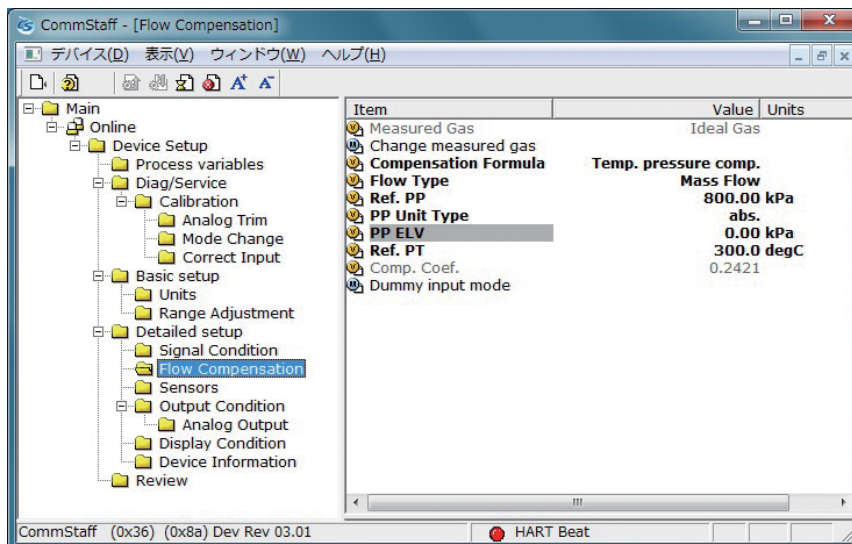 CommStaff - [Flow Compensation]
デバイス(D) 表示(V) ウィンドウ(W) ヘルプ(H)
Main
Online
Device Setup
Process variables
Diag/Service
Calibration
Analog Trim
Mode Change
Correct Input
Basic setup
Units
Range Adjustment
Detailed setup
Signal Condition
Flow Compensation
Sensors
Output Condition
Analog Output
Display Condition
Device Information
Review
Item Value Units
Measured Gas Ideal Gas
Change measured gas
Compensation Formula Temp. pressure comp.
Flow Type Mass Flow
Ref. PP 800.00 kPa
PP Unit Type abs.
PP ELV 0.00 kPa
Ref. PT 300.0 degC
Comp. Coef. 0.2421
Dummy input mode
CommStaff (0x36) (0x8a) Dev Rev 03.01 HART Beat